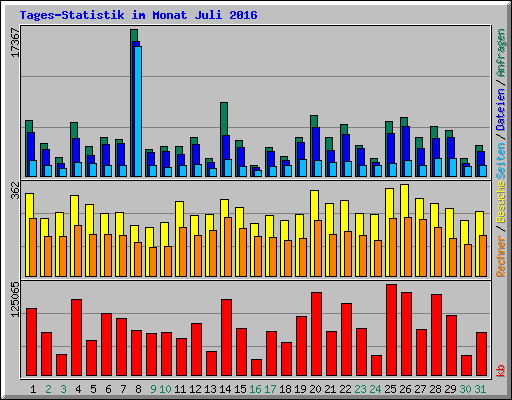 Tages-Statistik im Monat Juli 2016
17367
362
125065
Rechner / Besuche Seiten / Dateien / Anfragen
kb
1 2 3 4 5 6 7 8 9 10 11 12 13 14 15 16 17 18 19 20 21 22 23 24 25 26 27 28 29 30 31